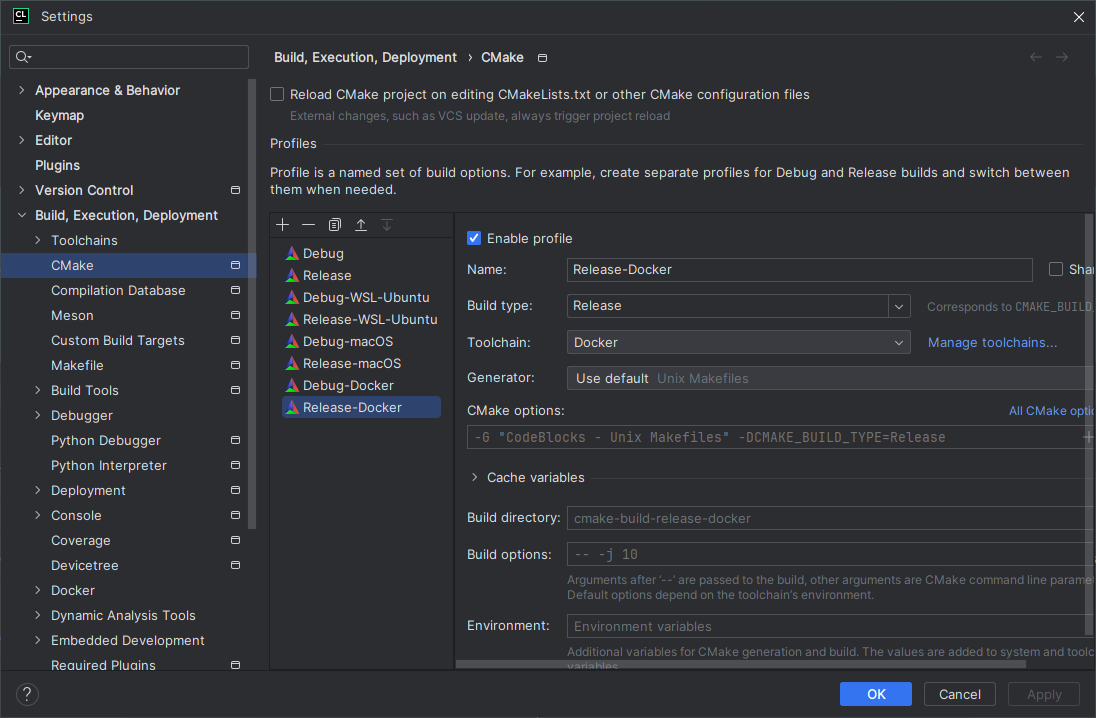 CL Settings
Build, Execution, Deployment › CMake
Appearance & Behavior
Keymap
Editor
Plugins
Version Control
Build, Execution, Deployment
Toolchains
CMake
Compilation Database
Meson
Custom Build Targets
Makefile
Build Tools
Debugger
Python Debugger
Python Interpreter
Deployment
Console
Coverage
Devicetree
Docker
Dynamic Analysis Tools
Embedded Development
Required Plugins
Reload CMake project on editing CMakeLists.txt or other CMake configuration files
External changes, such as VCS update, always trigger project reload
Profiles
Profile is a named set of build options. For example, create separate profiles for Debug and Release builds and switch between
them when needed.
Debug
Release
Debug-WSL-Ubuntu
Release-WSL-Ubuntu
Debug-macOS
Release-macOS
Debug-Docker
Release-Docker
Enable profile
Name: Release-Docker Shar
Build type: Release Corresponds to CMAKE_BUILD_
Toolchain: Docker Manage toolchains...
Generator: Use default Unix Makefiles
CMake options: All CMake optio
-G "CodeBlocks - Unix Makefiles" -DCMAKE_BUILD_TYPE=Release
Cache variables
Build directory: cmake-build-release-docker
Build options: -- -j 10
Arguments after '--' are passed to the build, other arguments are CMake command line parame
Default options depend on the toolchain's environment.
Environment: Environment variables
Additional variables for CMake generation and build. The values are added to system and toolc
variables.
? OK Cancel Apply